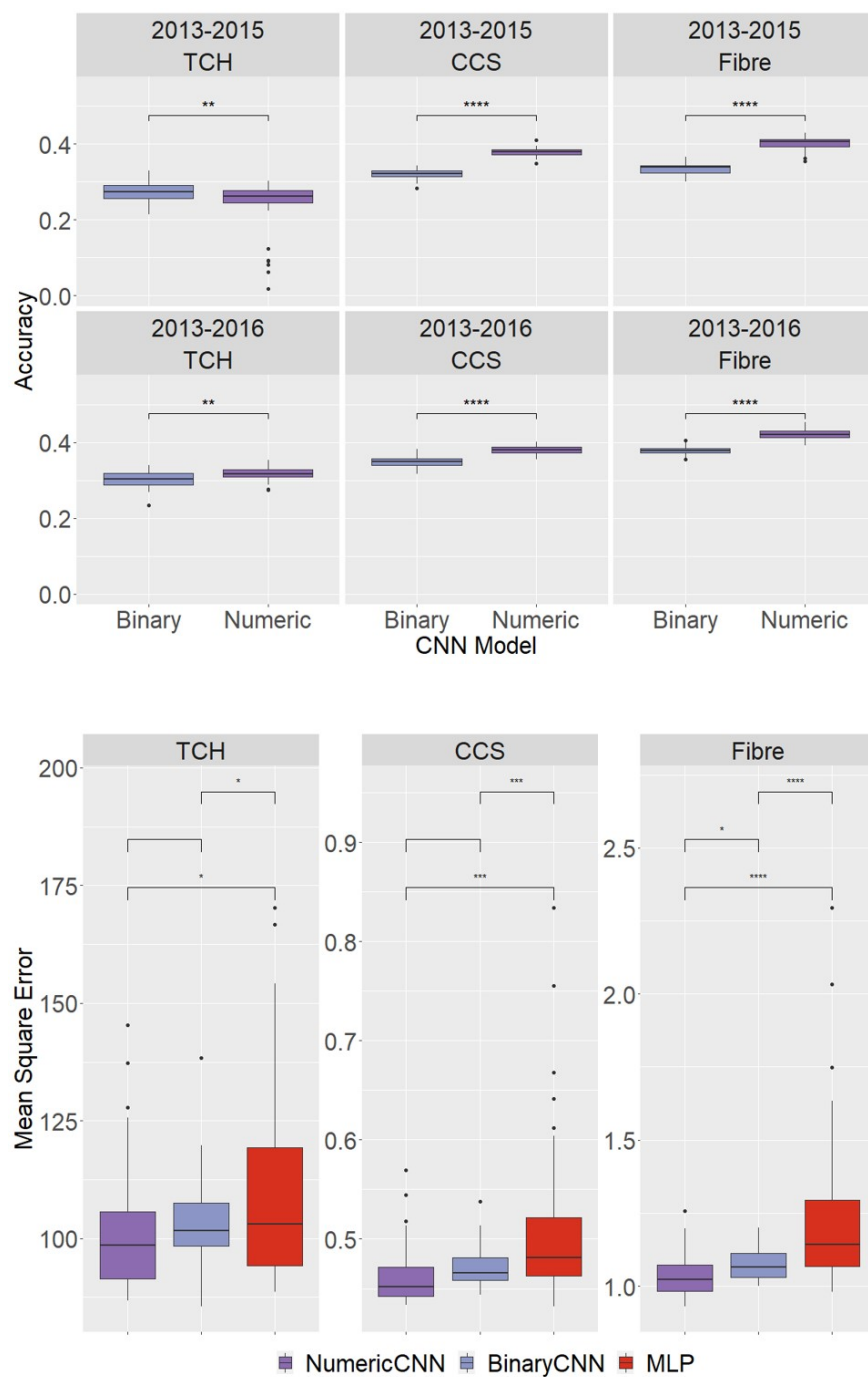 2013-2015 2013-2015 2013-2015
TCH CCS Fibre
** **** ****
0.4
0.2
0.0
Accuracy
2013-2016 2013-2016 2013-2016
TCH CCS Fibre
** **** ****
0.4
0.2
0.0
Binary Numeric Binary Numeric Binary Numeric
CNN Model
TCH CCS Fibre
200
175
150
125
100
Mean Square Error
* *
0.9
0.8
0.7
0.6
0.5
*** ***
2.5
2.0
1.5
1.0
**** * ****
NumericCNN BinaryCNN MLP